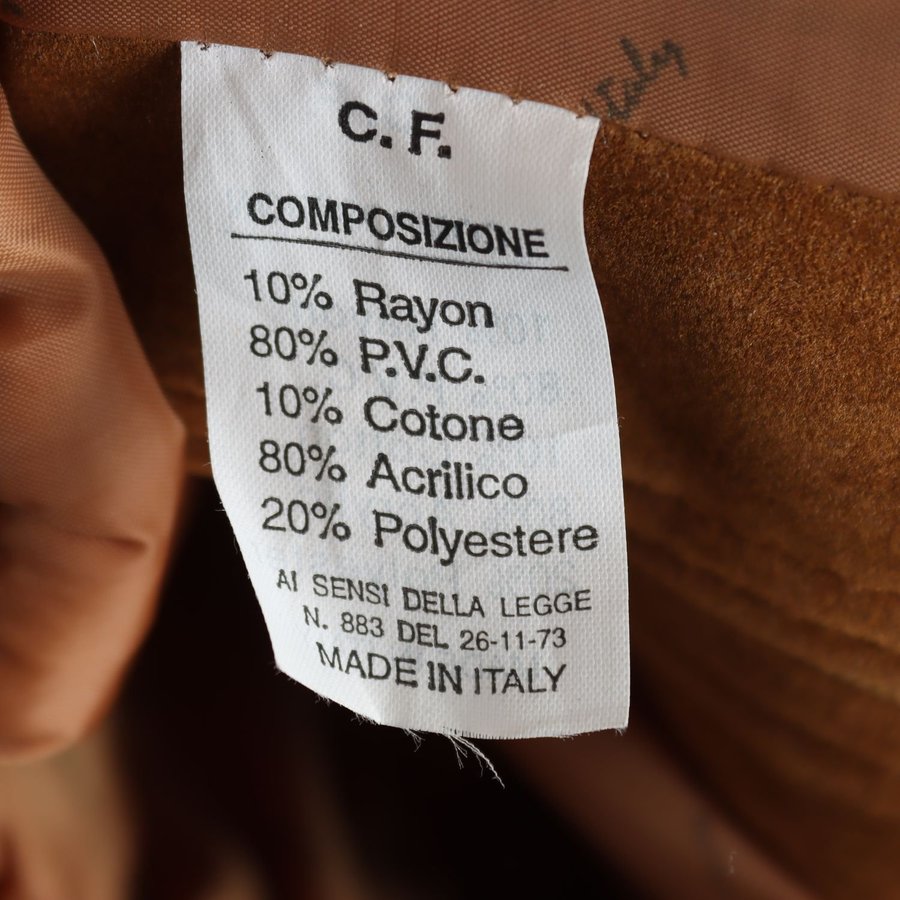 Italy
C. F.
COMPOSIZIONE
10% Rayon
80% P.V.C.
10% Cotone
80% Acrilico
20% Polyestere
AI SENSI DELLA LEGGE
N. 883 DEL 26-11-73
MADE IN ITALY